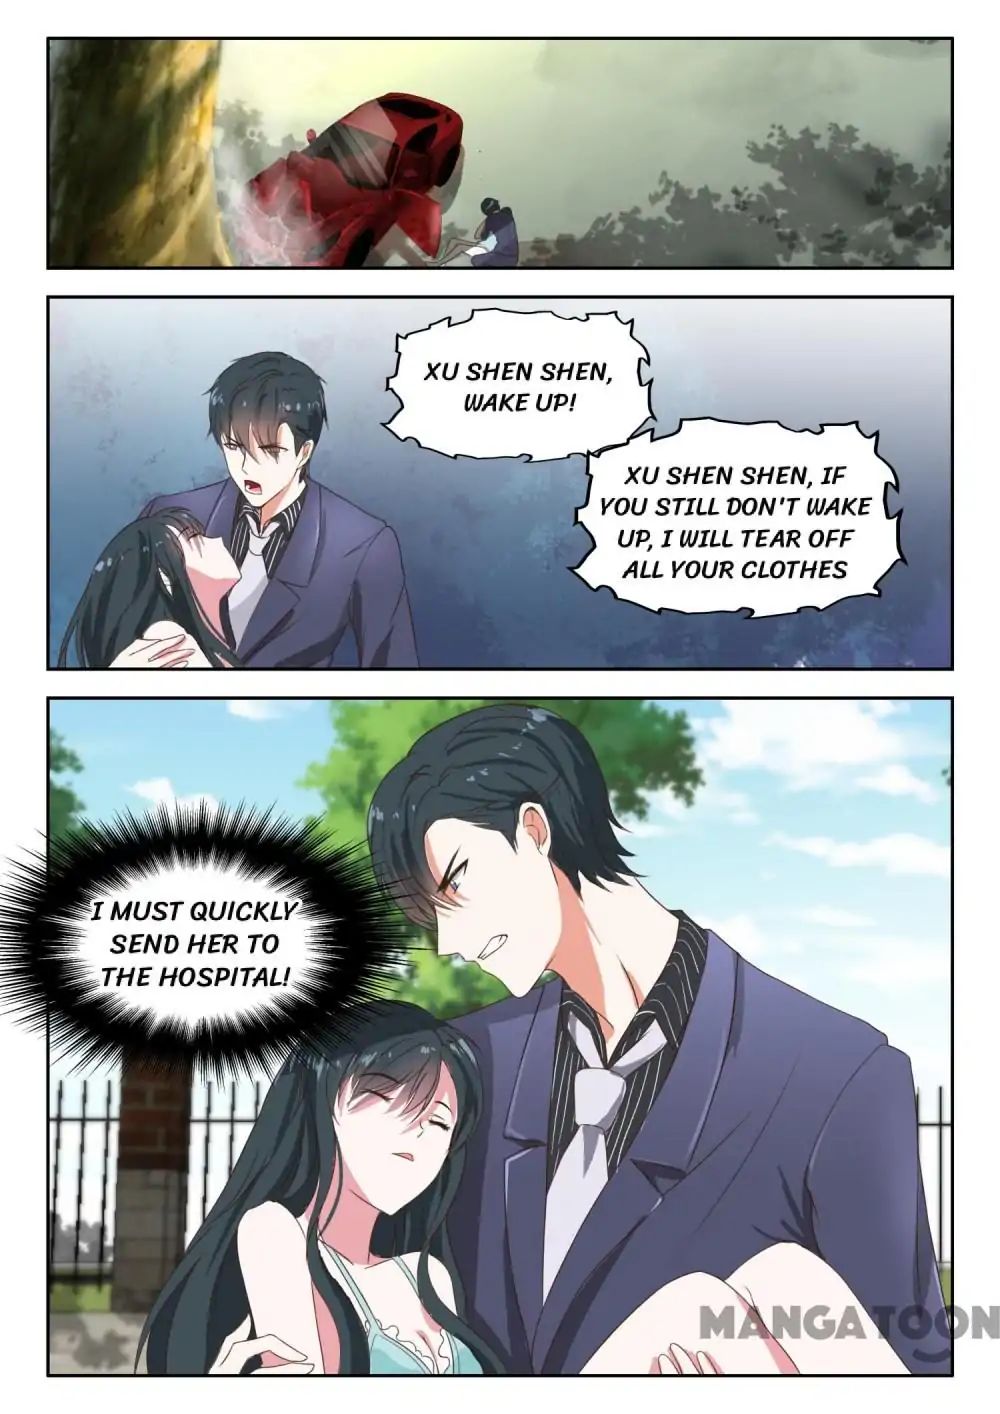 XU SHEN SHEN,
WAKE UP!
XU SHEN SHEN, IF
YOU STILL DON'T WAKE
UP, I WILL TEAR OFF
ALL YOUR CLOTHES
I MUST QUICKLY
SEND HER TO
THE HOSPITAL!
MANGATOON